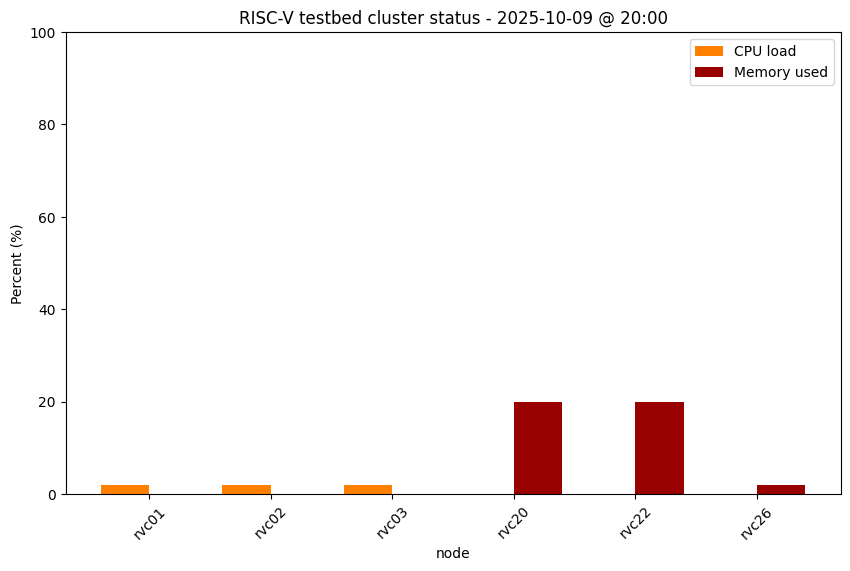 RISC-V testbed cluster status - 2025-10-09 @ 20:00
CPU load
Memory used
Percent (%)
100
80
60
40
20
0
rvc01
rvc02
rvc03
rvc20
rvc22
rvc26
node